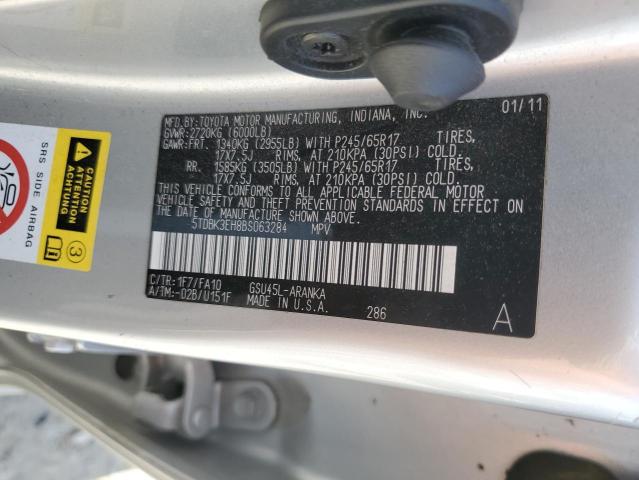 MFD.BY:TOYOTA MOTOR MANUFACTURING, INDIANA, INC. 01/11
GVWR:2720KG (6000LB)
GAWR:FRT. 1340KG (2955LB) WITH P245/65R17 TIRES,
17X7.5J RIMS, AT 210KPA (30PSI) COLD.
RR. 1585KG (3505LB) WITH P245/65R17 TIRES,
17X7.5J RIMS, AT 210KPA (30PSI) COLD.
THIS VEHICLE CONFORMS TO ALL APPLICABLE FEDERAL MOTOR
VEHICLE SAFETY AND THEFT PREVENTION STANDARDS IN EFFECT ON
THE DATE OF MANUFACTURE SHOWN ABOVE.
5TDBK3EH8BS063284 MPV
C/TR:1F7/FA10 GSU45L-ARANKA
A/TM:-02B/U151F MADE IN U.S.A. 286 A
SRS SIDE AIRBAG
CAUTION
ATTENTION
ACHTUNG
3